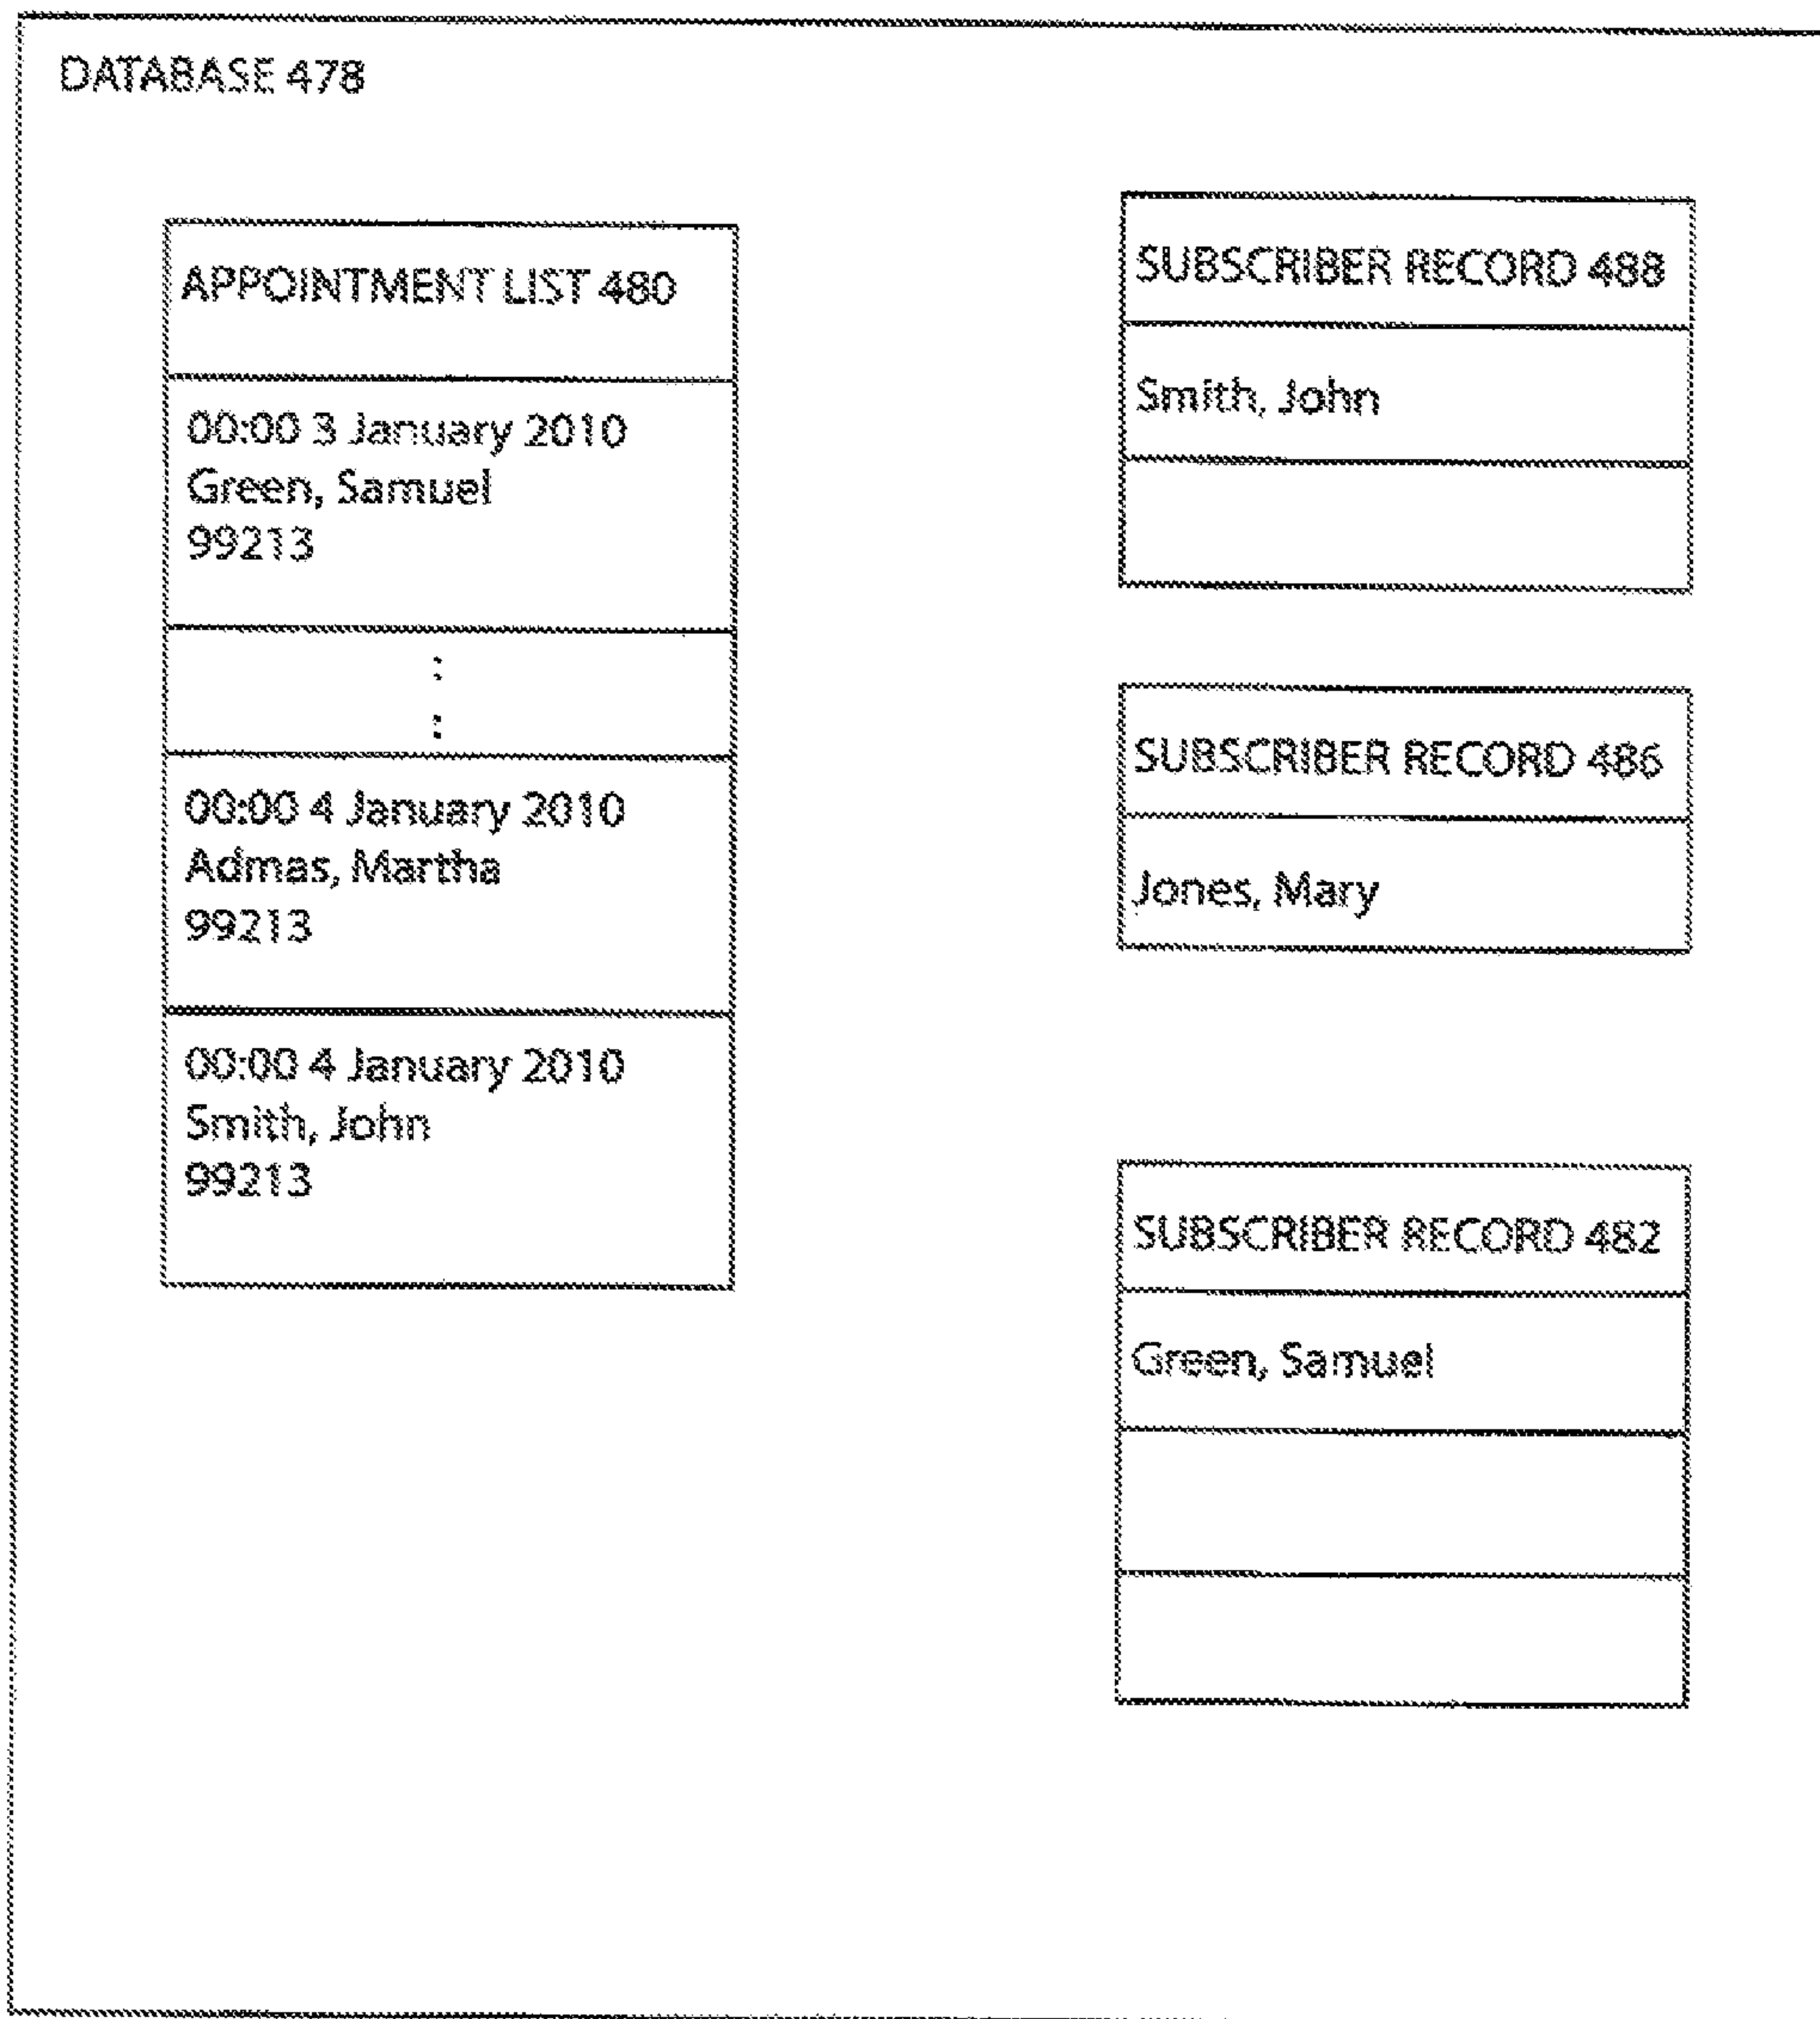 DATABASE 478
APPOINTMENT LIST 480
00:00 3 January 2010
Green, Samuel
99213
:
:
00:00 4 January 2010
Admas, Martha
99213
00:00 4 January 2010
Smith, John
99213
SUBSCRIBER RECORD 488
Smith, John
SUBSCRIBER RECORD 486
Jones, Mary
SUBSCRIBER RECORD 482
Green, Samuel